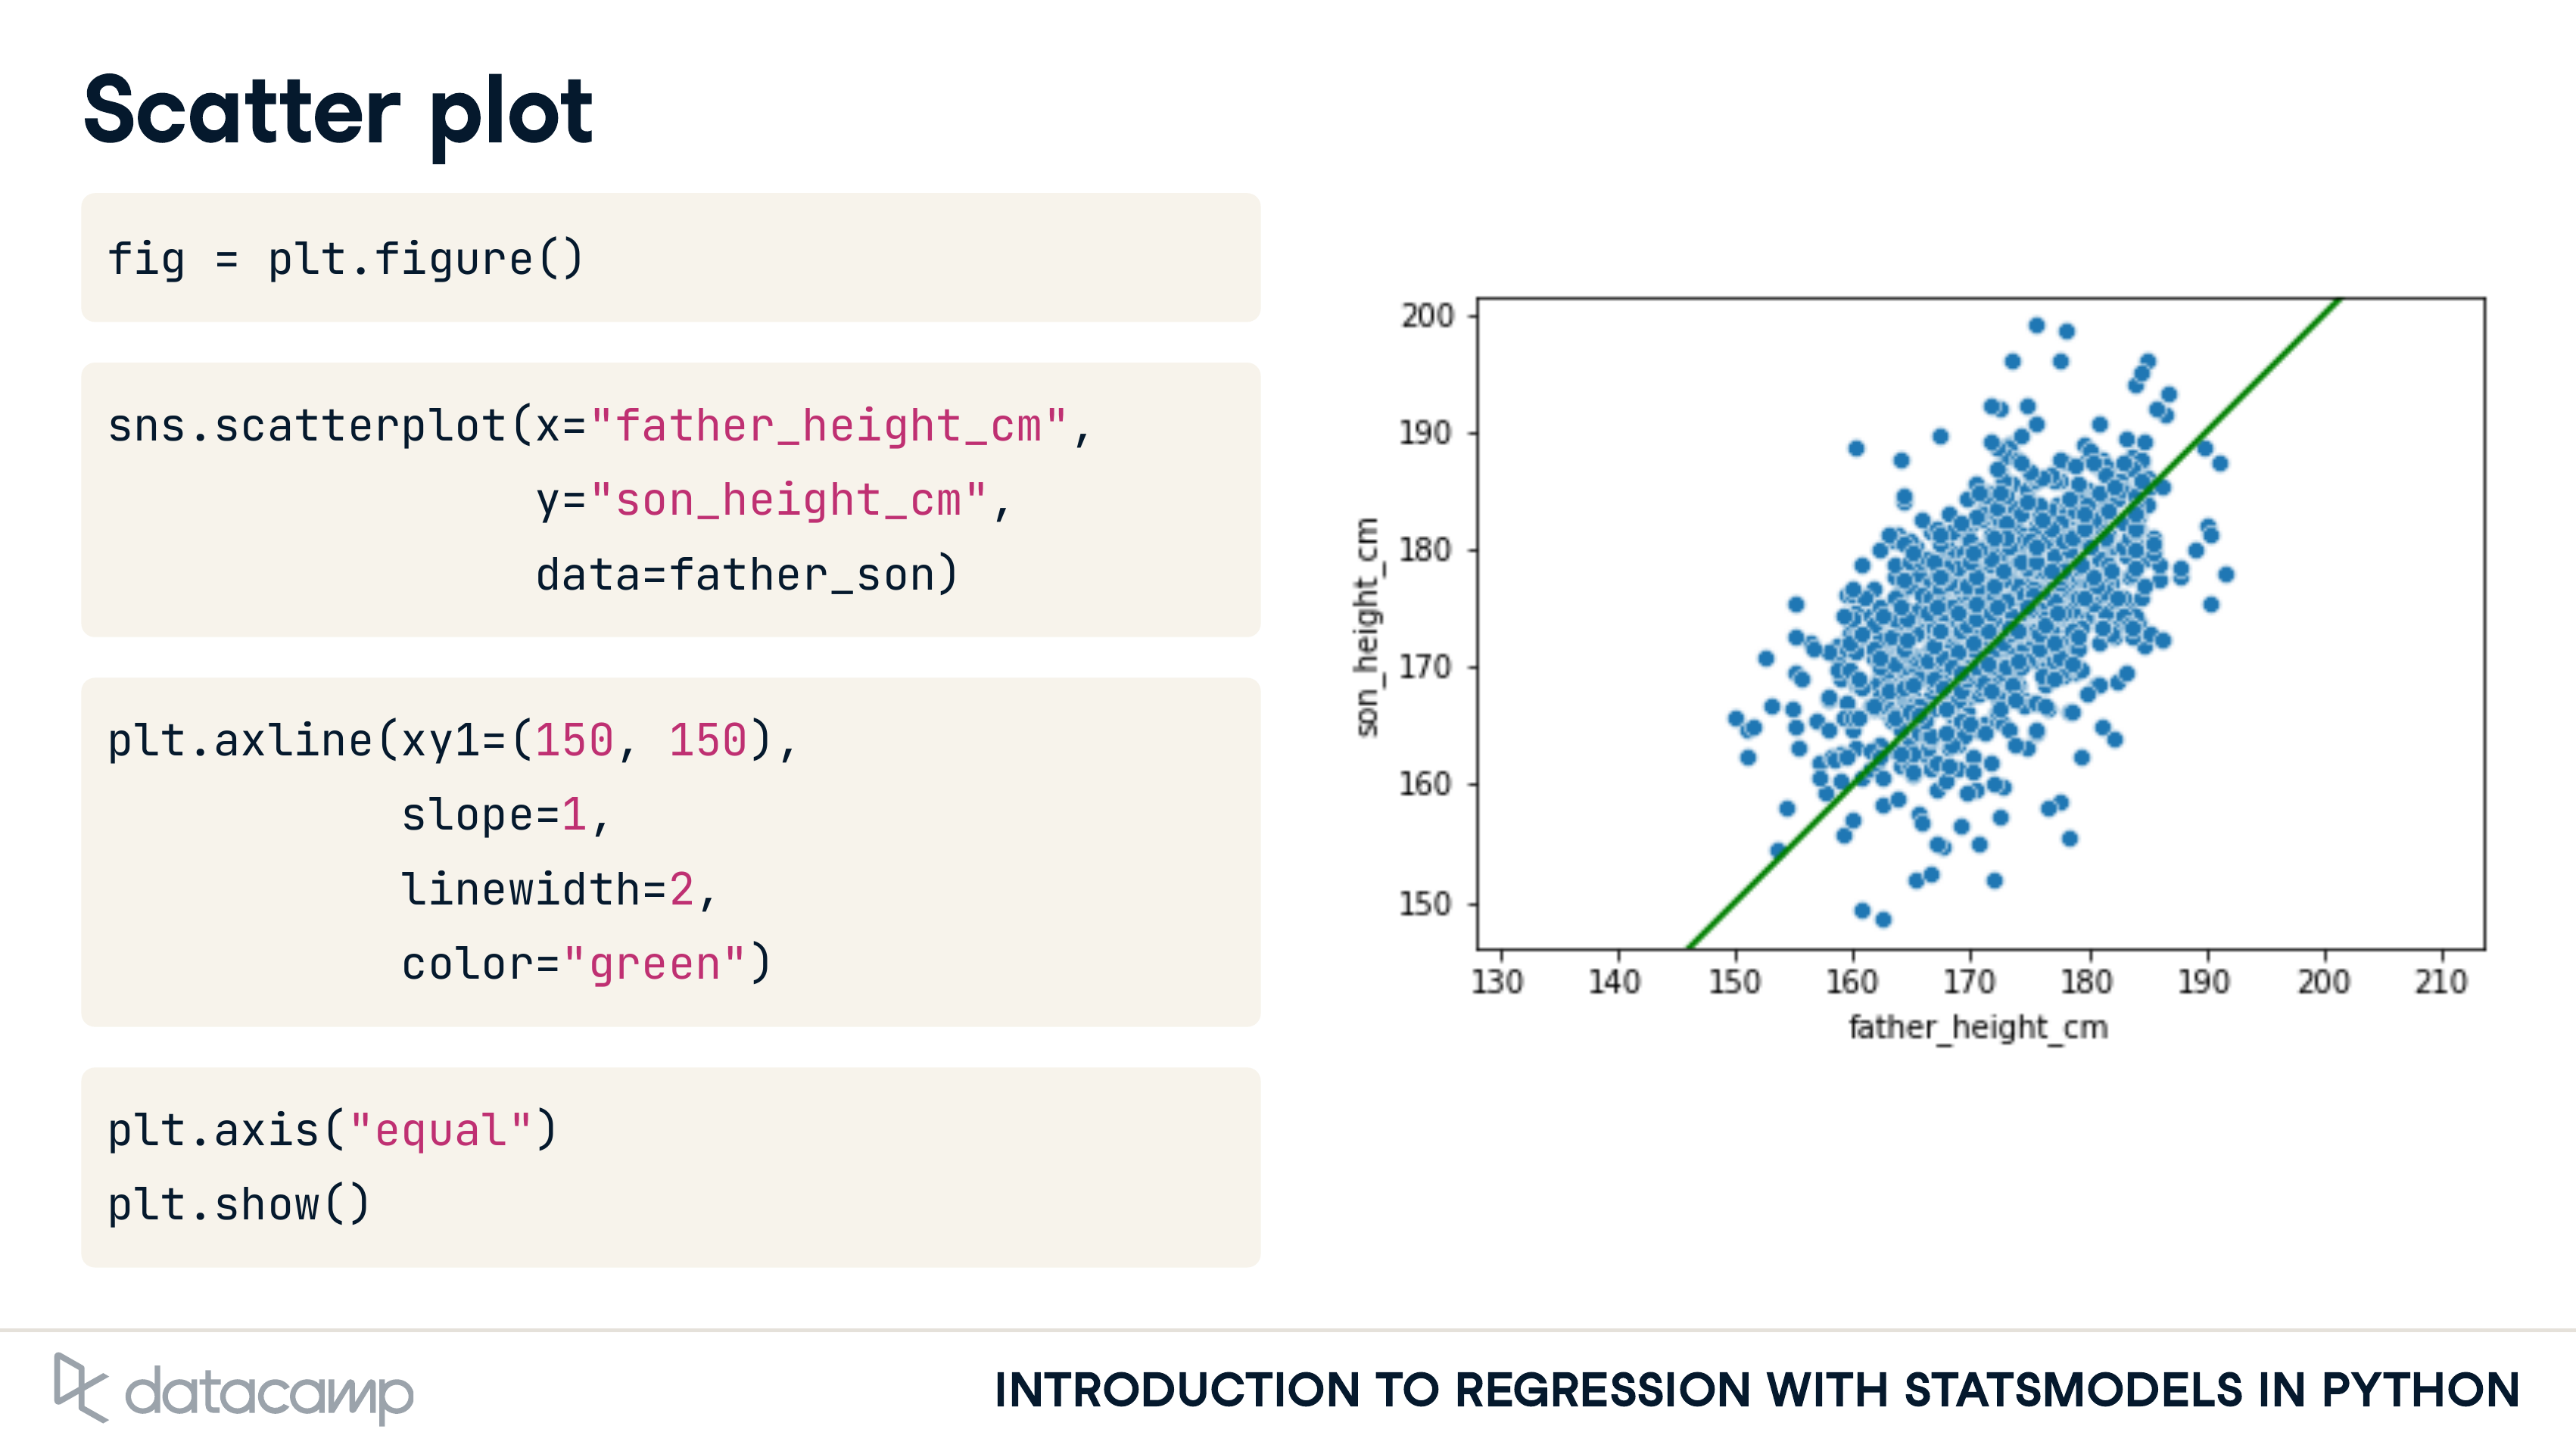 Scatter plot
fig = plt.figure()
sns.scatterplot(x="father_height_cm",
y="son_height_cm",
data=father_son)
plt.axline(xy1=(150, 150),
slope=1,
linewidth=2,
color="green")
plt.axis("equal")
plt.show()
200
190
180
170
160
150
son_height_cm
130 140 150 160 170 180 190 200 210
father_height_cm
datacamp
INTRODUCTION TO REGRESSION WITH STATSMODELS IN PYTHON